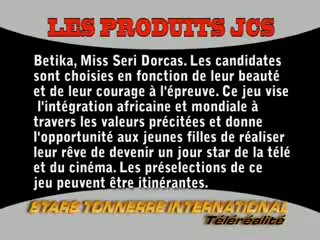 LES PRODUITS JCS
Betika, Miss Seri Dorcas. Les candidates
sont choisies en fonction de leur beauté
et de leur courage à l'épreuve. Ce jeu vise
l'intégration africaine et mondiale à
travers les valeurs précitées et donne
l'opportunité aux jeunes filles de réaliser
leur rêve de devenir un jour star de la télé
et du cinéma. Les préselections de ce
jeu peuvent être itinérantes.
STARS TONNERRE INTERNATIONAL
Téléréalité